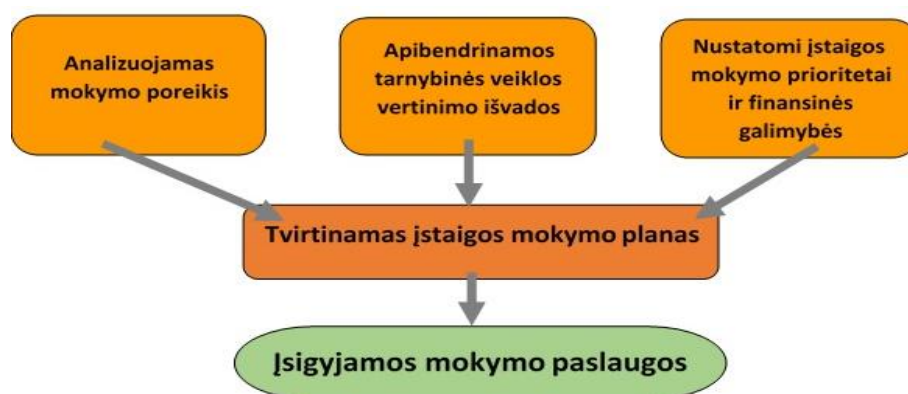 Analizuojamas
mokymo poreikis
Apibendrinamos
tarnybinės veiklos
vertinimo išvados
Nustatomi įstaigos
mokymo prioritetai
ir finansinės
galimybės
Tvirtinamas įstaigos mokymo planas
Įsigyjamos mokymo paslaugos